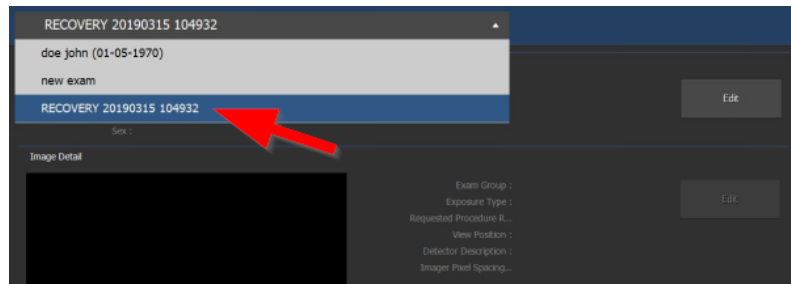 RECOVERY 20190315 104932
doe john (01-05-1970)
new exam
RECOVERY 20190315 104932
Edit
Sex :
Image Detail
Exam Group :
Exposure Type :
Edit
Requested Procedure R...
View Position :
Detector Description :
Imager Pixel Spacing...